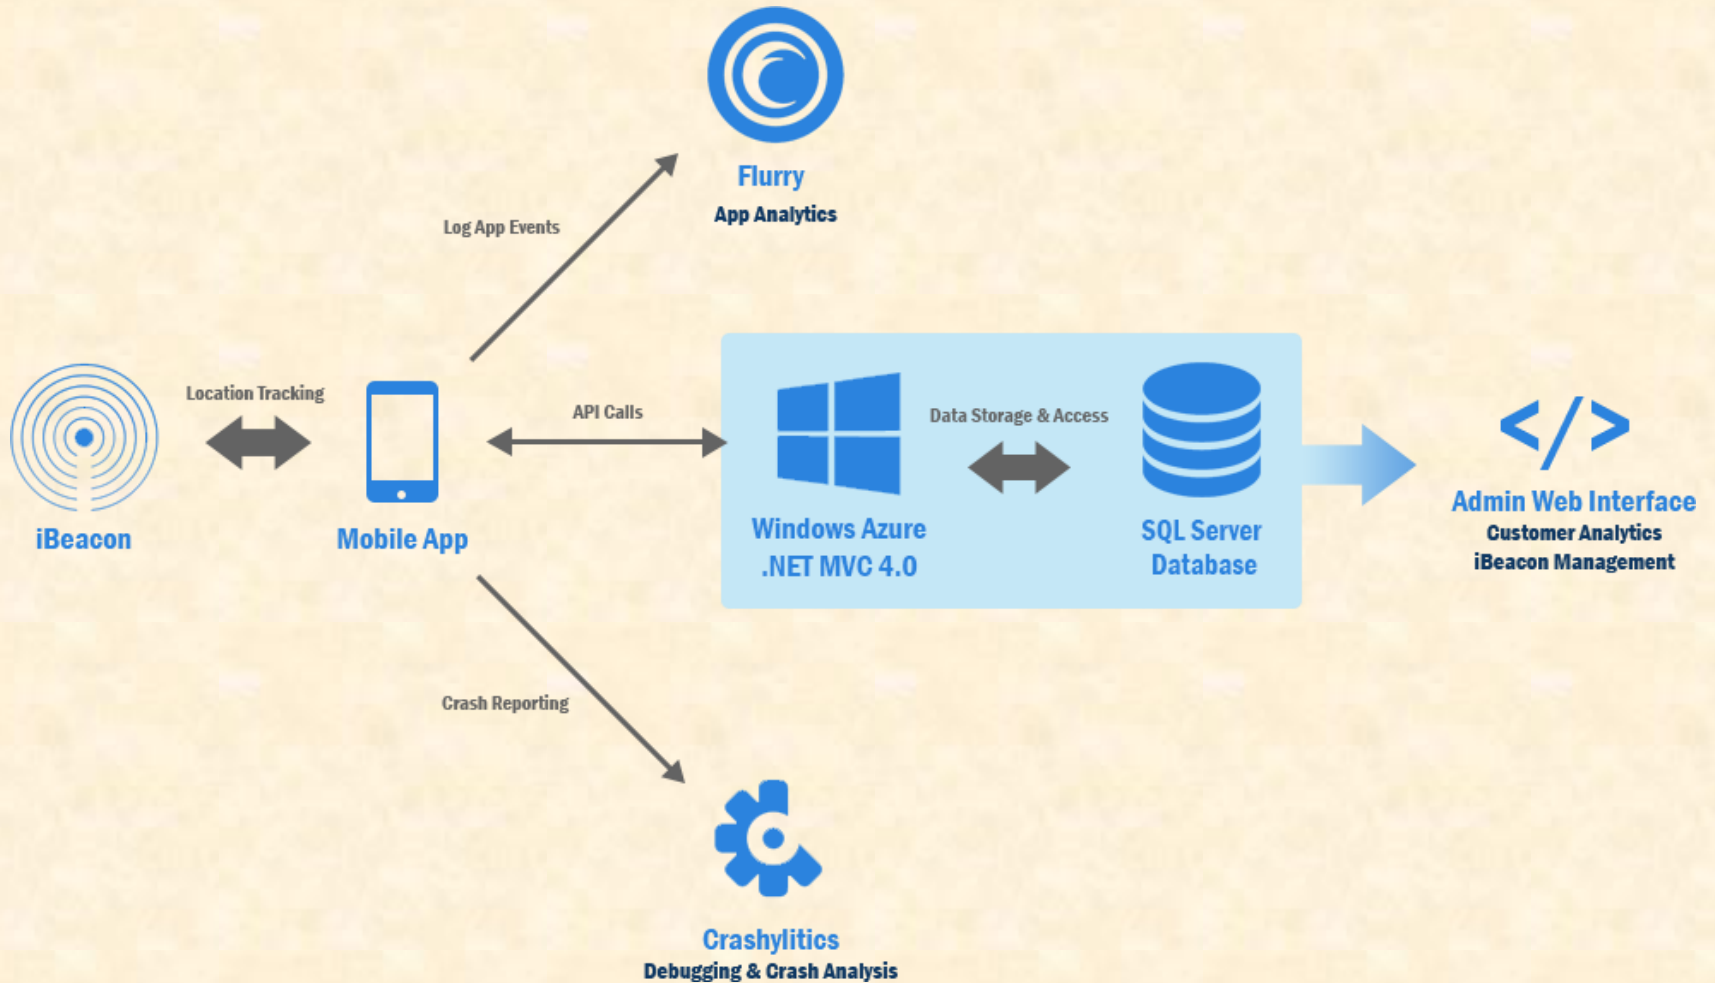 Flurry
App Analytics
Log App Events
Location Tracking
API Calls
Data Storage & Access
iBeacon
Mobile App
Windows Azure
.NET MVC 4.0
SQL Server
Database
Admin Web Interface
Customer Analytics
iBeacon Management
Crash Reporting
Crashylitics
Debugging & Crash Analysis